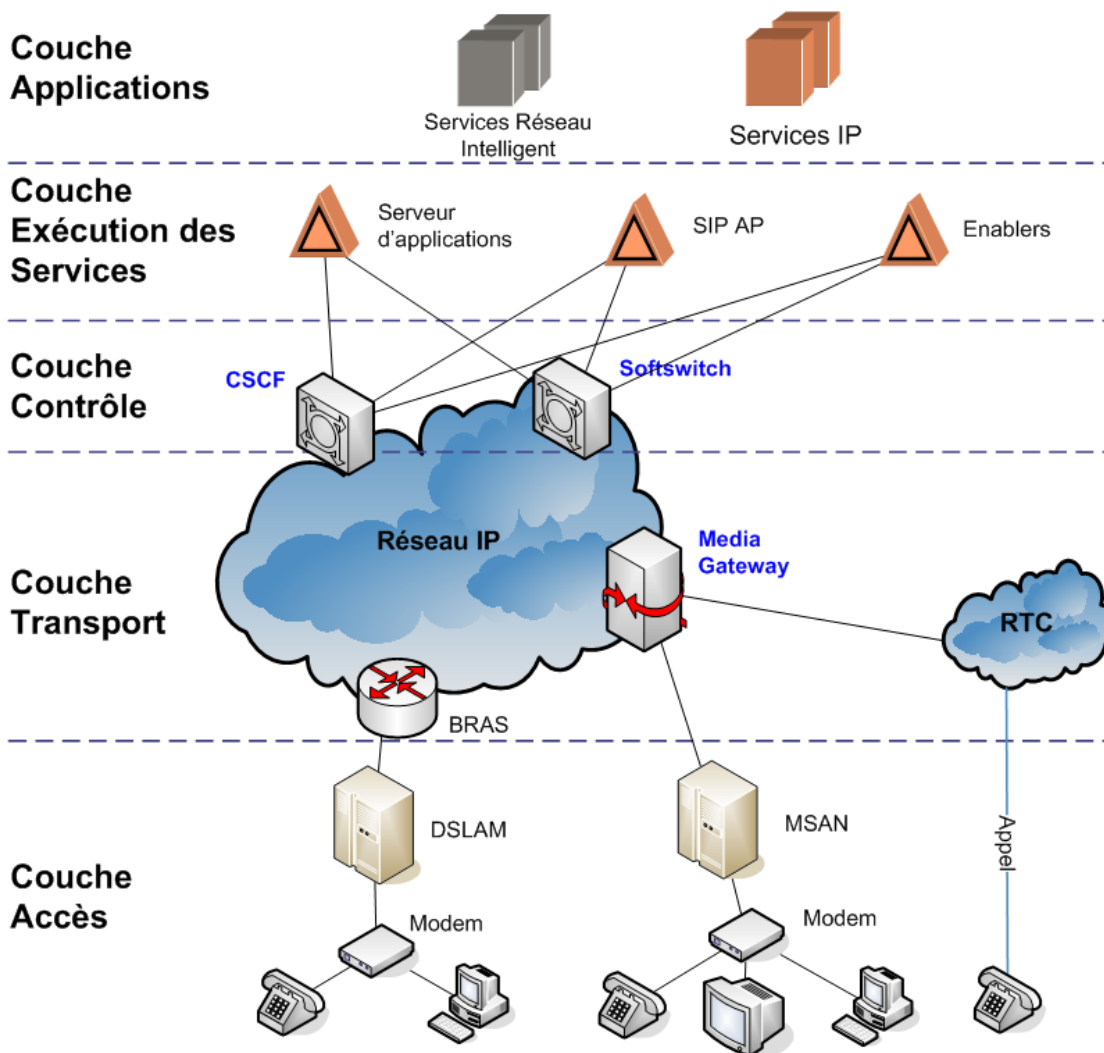 Couche
Applications
Services Réseau
Intelligent
Services IP
Couche
Exécution des
Services
Serveur
d'applications
SIP AP
Enablers
Couche
Contrôle
CSCF
Softswitch
Réseau IP
Media
Gateway
Couche
Transport
RTC
BRAS
DSLAM
MSAN
Appel
Couche
Accès
Modem
Modem